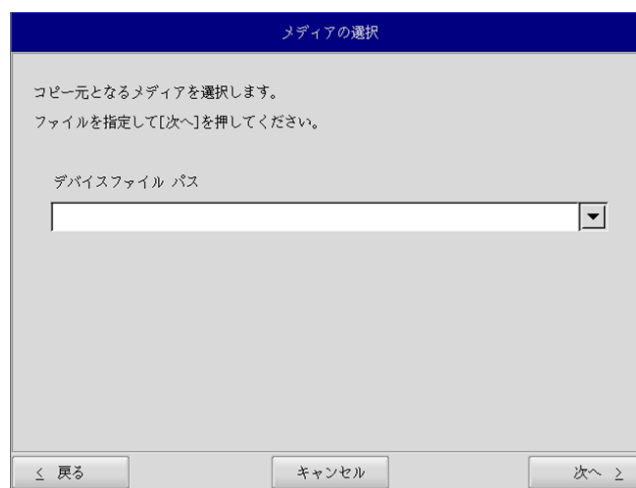 メディアの選択
コピー元となるメディアを選択します。
ファイルを指定して[次へ]を押してください。
デバイスファイル パス
< 戻る
キャンセル
次へ >